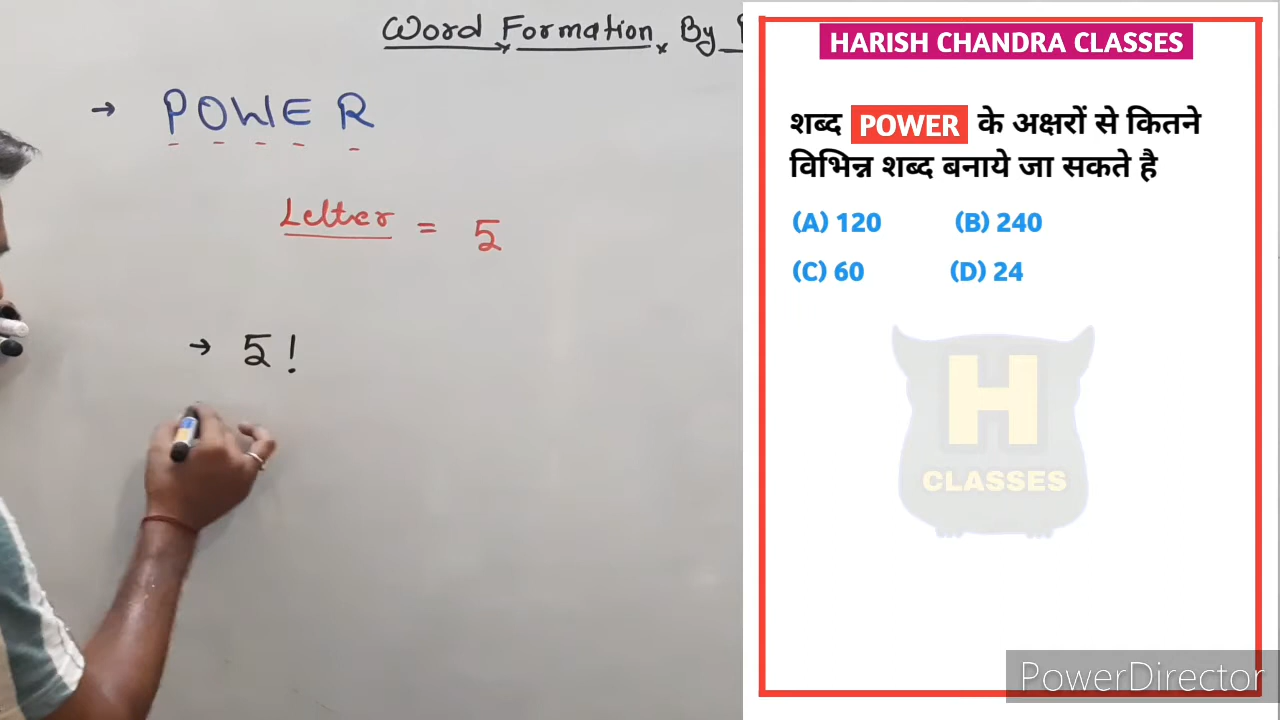 Word Formation By
→ POWER
Letter = 5
→ 5!
HARISH CHANDRA CLASSES
शब्द POWER के अक्षरों से कितने
विभिन्न शब्द बनाये जा सकते है
(A) 120 (B) 240
(C) 60 (D) 24
H
CLASSES
PowerDirector